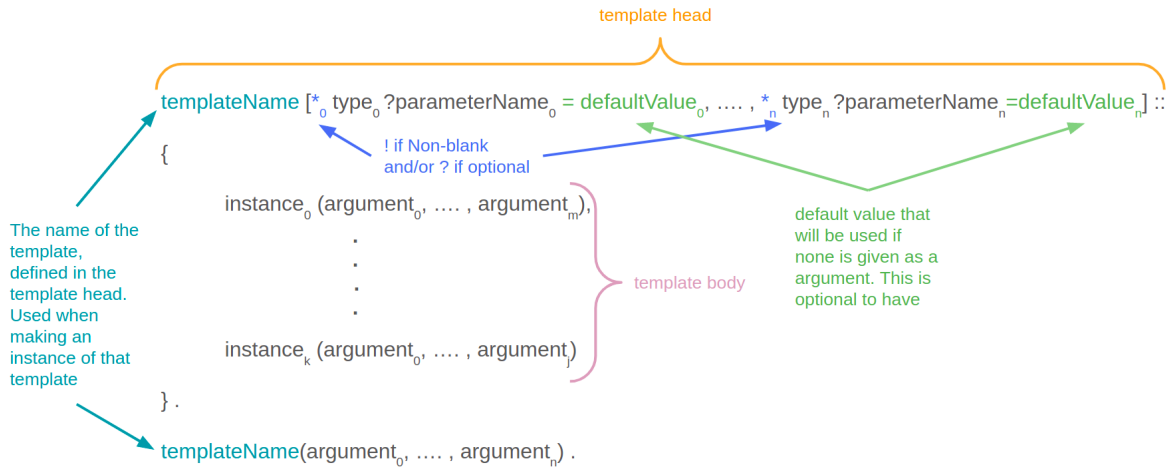 template head
templateName [*₀ type₀?parameterName₀ = defaultValue₀, .... , *ₙ typeₙ?parameterNameₙ=defaultValueₙ] ::
{
! if Non-blank
and/or ? if optional
instance₀ (argument₀, .... , argumentₘ),
.
.
.
.
instanceₖ (argument₀, .... , argumentⱼ)
template body
The name of the
template,
defined in the
template head.
Used when
making an
instance of that
template
default value that
will be used if
none is given as a
argument. This is
optional to have
} .
templateName(argument₀, .... , argumentₙ) .